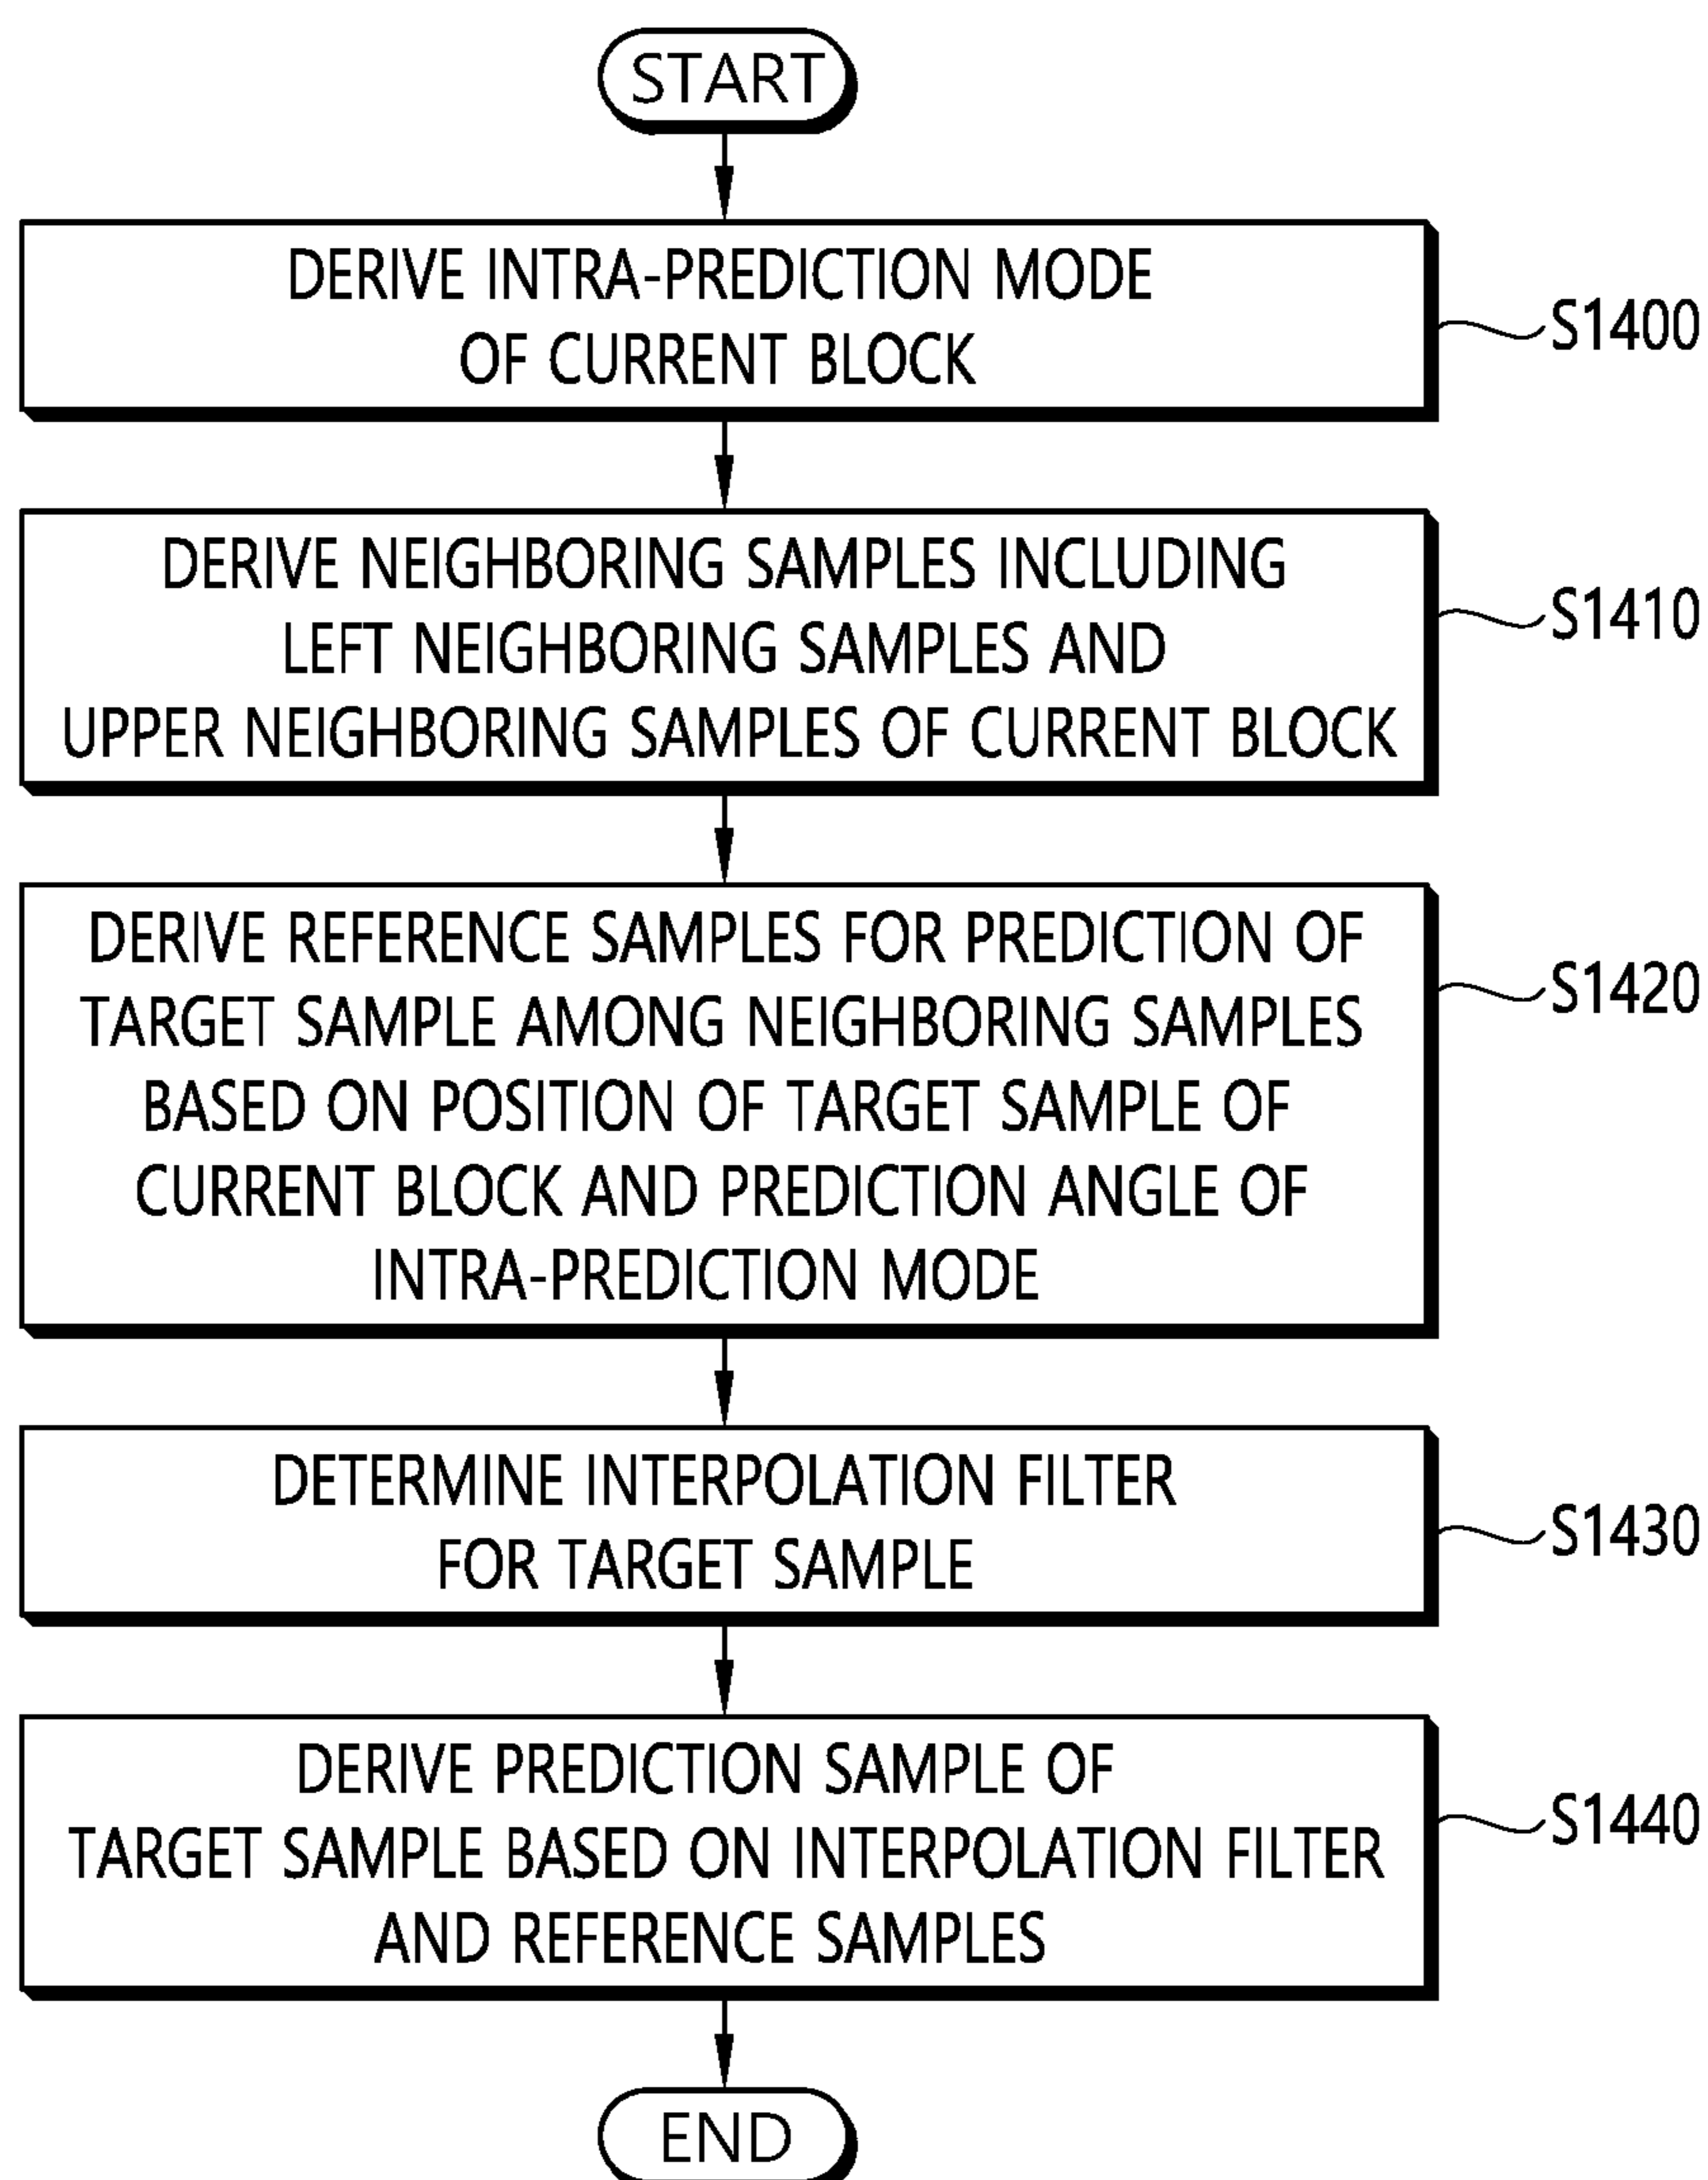 START
DERIVE INTRA-PREDICTION MODE
OF CURRENT BLOCK
S1400
DERIVE NEIGHBORING SAMPLES INCLUDING
LEFT NEIGHBORING SAMPLES AND
UPPER NEIGHBORING SAMPLES OF CURRENT BLOCK
S1410
DERIVE REFERENCE SAMPLES FOR PREDICTION OF
TARGET SAMPLE AMONG NEIGHBORING SAMPLES
BASED ON POSITION OF TARGET SAMPLE OF
CURRENT BLOCK AND PREDICTION ANGLE OF
INTRA-PREDICTION MODE
S1420
DETERMINE INTERPOLATION FILTER
FOR TARGET SAMPLE
S1430
DERIVE PREDICTION SAMPLE OF
TARGET SAMPLE BASED ON INTERPOLATION FILTER
AND REFERENCE SAMPLES
S1440
END